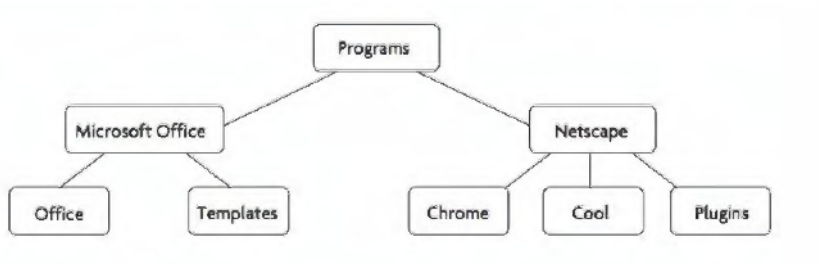 Programs
Microsoft Office
Netscape
Office
Templates
Chrome
Cool
Plugins